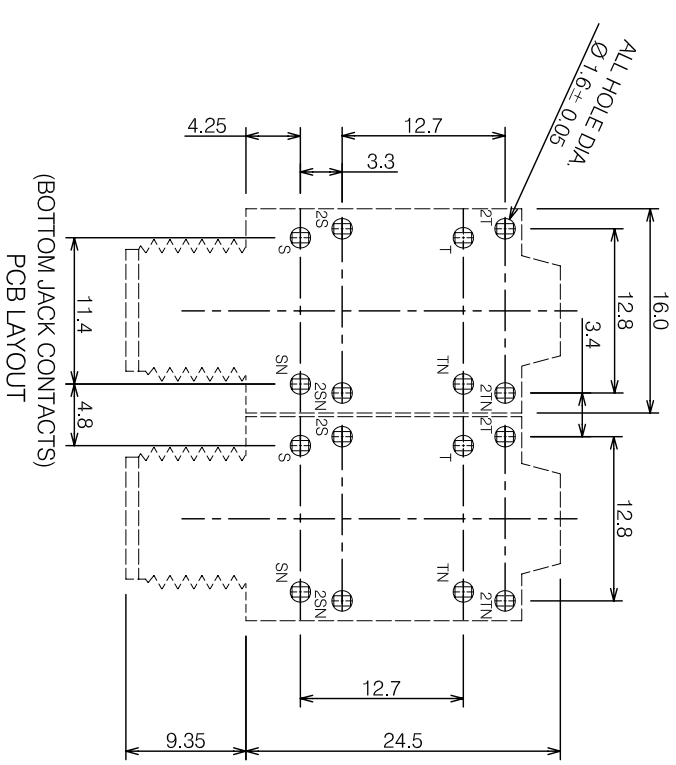 ALL HOLE DIA.
Ø 1.6± 0.05
4.25
12.7
3.3
16.0
12.8
3.4
12.8
2S
2T
S
T
SN
TN
2SN
2TN
2S
2T
S
T
SN
TN
2SN
2TN
11.4
4.8
12.7
9.35
24.5
(BOTTOM JACK CONTACTS)
PCB LAYOUT